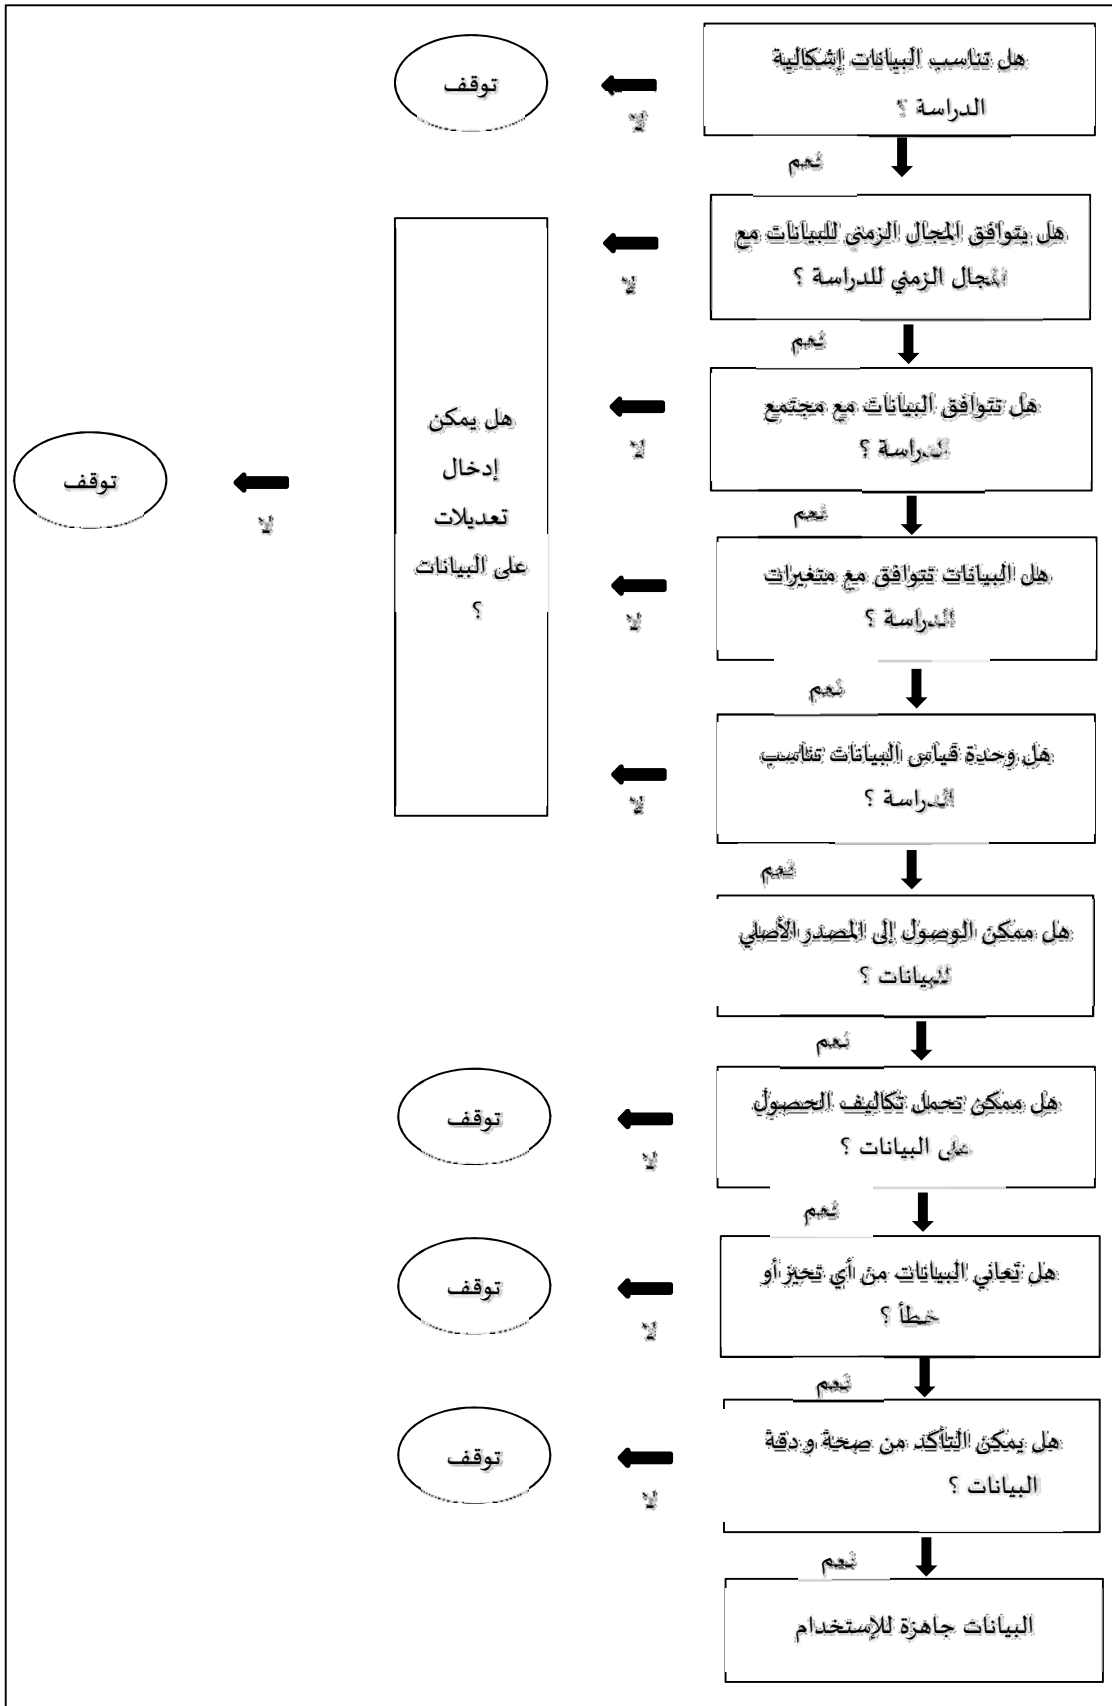 هل تناسب البيانات إشكالية
الدراسة ؟
لا
توقف
نعم
هل يتوافق المجال الزمني للبيانات مع
المجال الزمني للدراسة ؟
لا
نعم
هل تتوافق البيانات مع مجتمع
الدراسة ؟
لا
نعم
هل البيانات تتوافق مع متغيرات
الدراسة ؟
لا
نعم
هل وحدة قياس البيانات تناسب
الدراسة ؟
لا
هل يمكن
إدخال
تعديلات
على البيانات
؟
لا
توقف
نعم
هل ممكن الوصول إلى المصدر الأصلي
للبيانات ؟
نعم
هل ممكن تحمل تكاليف الحصول
على البيانات ؟
لا
توقف
نعم
هل تعاني البيانات من أي تحيز أو
خطأ ؟
لا
توقف
نعم
هل يمكن التأكد من صحة و دقة
البيانات ؟
لا
توقف
نعم
البيانات جاهزة للإستخدام